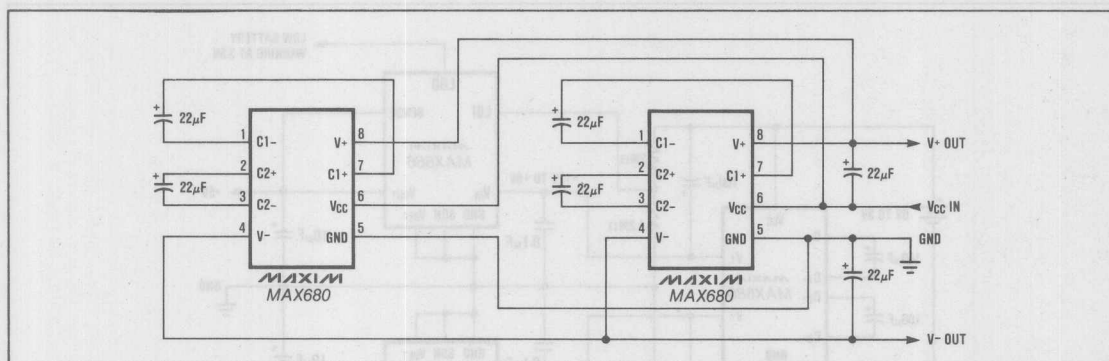 22µF
22µF
1 C1−
2 C2+
3 C2−
4 V−
V+ 8
C1+ 7
VCC 6
GND 5
MAXIM
MAX680
22µF
22µF
1 C1−
2 C2+
3 C2−
4 V−
V+ 8
C1+ 7
VCC 6
GND 5
MAXIM
MAX680
V+ OUT
22µF
VCC IN
GND
22µF
V− OUT
LOW BATTERY